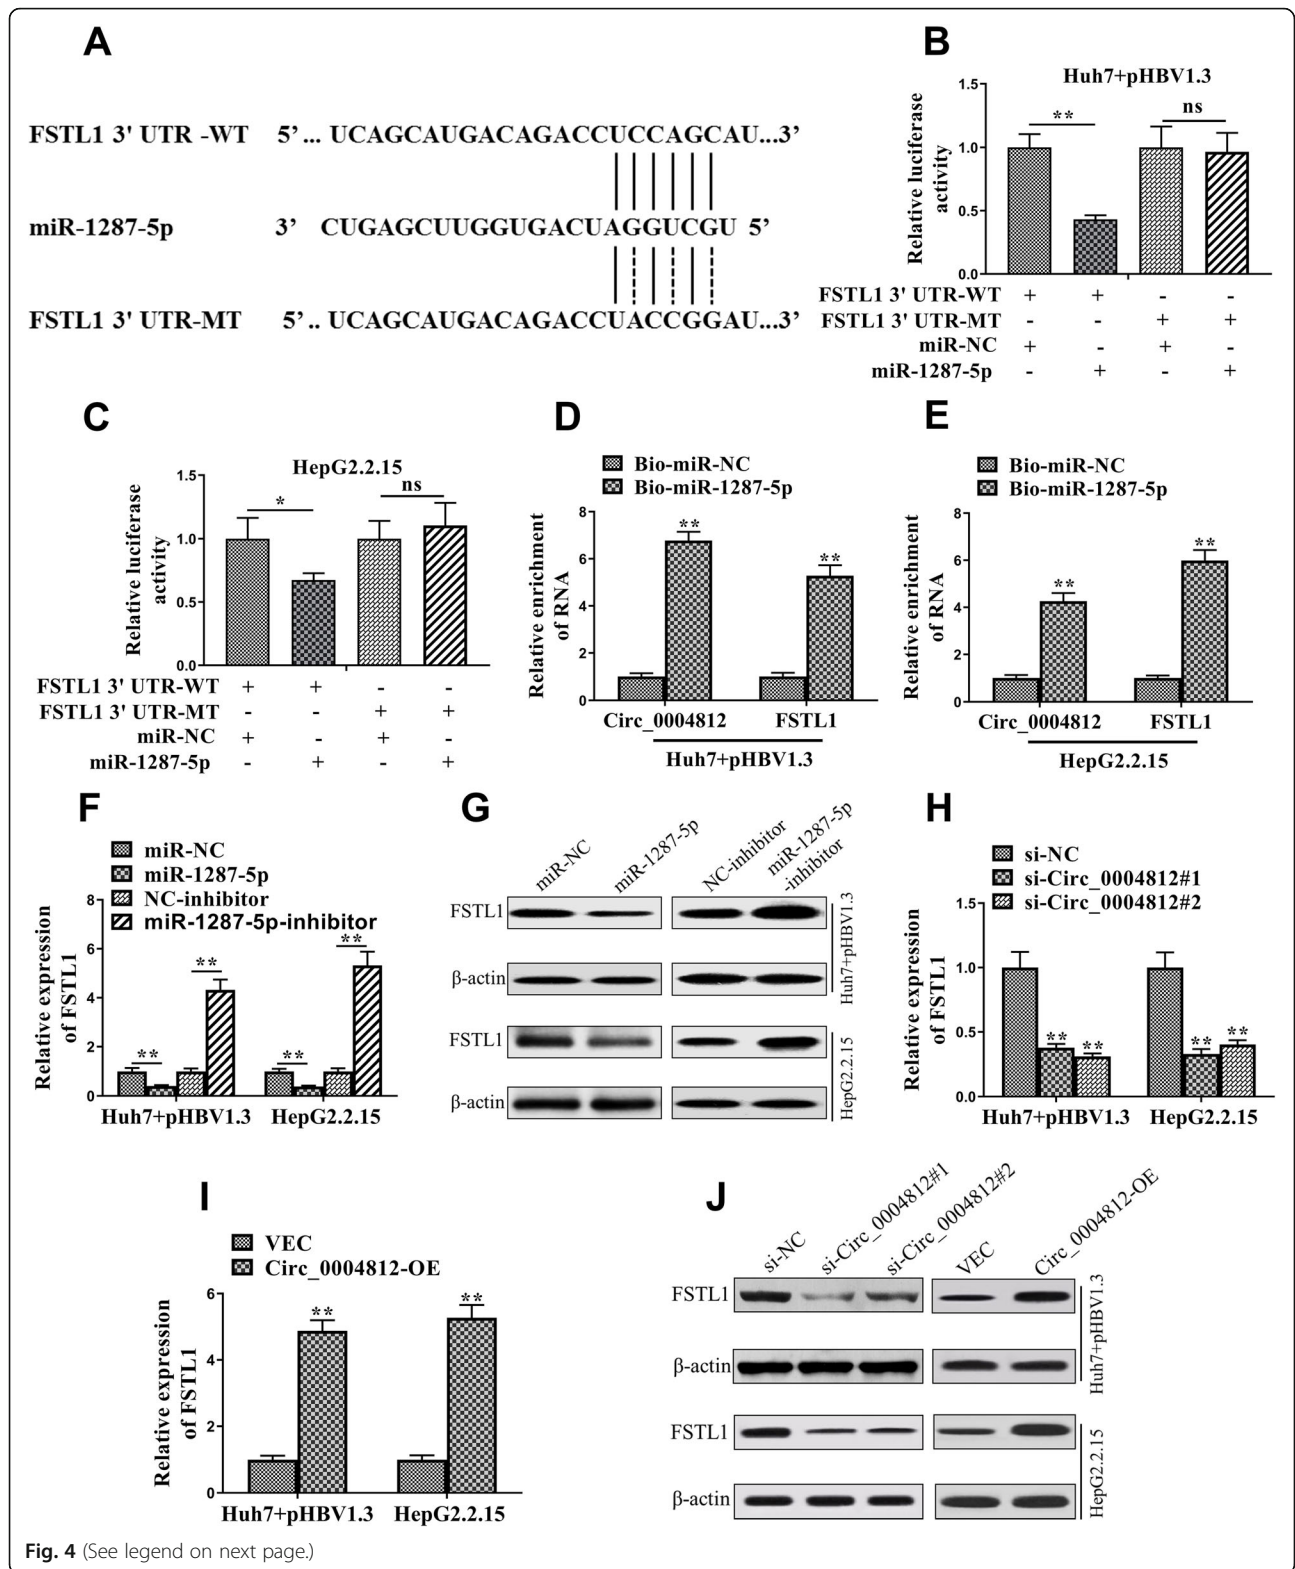 A
FSTL1 3' UTR -WT 5’... UCAGCAUGACAGACCUCCAGCAU...3’
miR-1287-5p 3’ CUGAGCUUGGUGACUAGGUCGU 5’
FSTL1 3' UTR-MT 5’.. UCAGCAUGACAGACCUACCGGAU...3’
B
Huh7+pHBV1.3
Relative luciferase
activity
1.5
1.0
0.5
0.0
**
ns
FSTL1 3' UTR-WT + + - -
FSTL1 3' UTR-MT - - + +
miR-NC + - + -
miR-1287-5p - + - +
C
HepG2.2.15
Relative luciferase
activity
1.5
1.0
0.5
0.0
*
ns
FSTL1 3' UTR-WT + + - -
FSTL1 3' UTR-MT - - + +
miR-NC + - + -
miR-1287-5p - + - +
D
Bio-miR-NC
Bio-miR-1287-5p
Relative enrichment
of RNA
8
6
4
2
0
**
**
Circ_0004812 FSTL1
Huh7+pHBV1.3
E
Bio-miR-NC
Bio-miR-1287-5p
Relative enrichment
of RNA
8
6
4
2
0
**
**
Circ_0004812 FSTL1
HepG2.2.15
F
miR-NC
miR-1287-5p
NC-inhibitor
miR-1287-5p-inhibitor
Relative expression
of FSTL1
8
6
4
2
0
**
**
**
**
Huh7+pHBV1.3 HepG2.2.15
G
miR-NC
miR-1287-5p
NC-inhibitor
miR-1287-5p
-inhibitor
FSTL1
β-actin
Huh7+pHBV1.3
FSTL1
β-actin
HepG2.2.15
H
si-NC
si-Circ_0004812#1
si-Circ_0004812#2
Relative expression
of FSTL1
1.5
1.0
0.5
0.0
**
**
**
**
Huh7+pHBV1.3 HepG2.2.15
I
VEC
Circ_0004812-OE
Relative expression
of FSTL1
6
4
2
0
**
**
Huh7+pHBV1.3 HepG2.2.15
J
si-NC
si-Circ_0004812#1
si-Circ_0004812#2
VEC
Circ_0004812-OE
FSTL1
β-actin
Huh7+pHBV1.3
FSTL1
β-actin
HepG2.2.15
Fig. 4 (See legend on next page.)